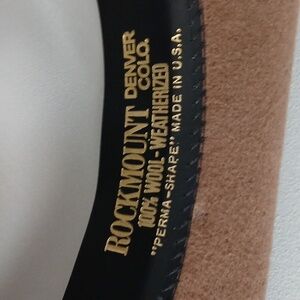 ROCKMOUNT DENVER COLO.
100% WOOL-WEATHERIZED
"PERMA-SHAPE" MADE IN U.S.A.